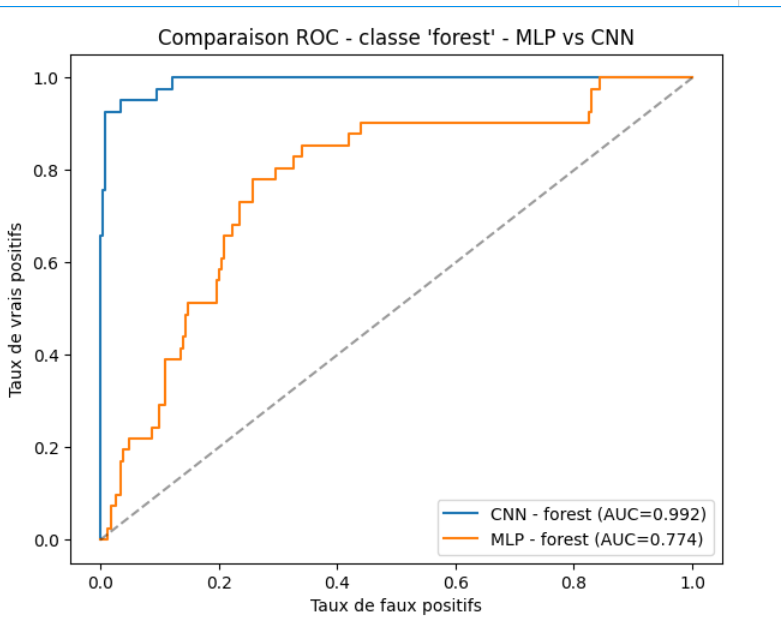 Comparaison ROC - classe 'forest' - MLP vs CNN
1.0
0.8
0.6
0.4
0.2
0.0
Taux de vrais positifs
CNN - forest (AUC=0.992)
MLP - forest (AUC=0.774)
0.0 0.2 0.4 0.6 0.8 1.0
Taux de faux positifs